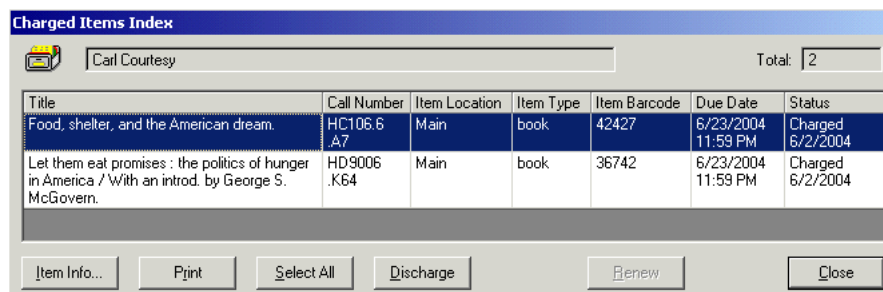 Charged Items Index
Carl Courtesy
Total: 2
Title Call Number Item Location Item Type Item Barcode Due Date Status
Food, shelter, and the American dream. HC106.6 Main book 42427 6/23/2004 Charged
.A7 11:59 PM 6/2/2004
Let them eat promises : the politics of hunger HD9006 Main book 36742 6/23/2004 Charged
in America / With an introd. by George S. .K64 11:59 PM 6/2/2004
McGovern.
Item Info... Print Select All Discharge Renew Close